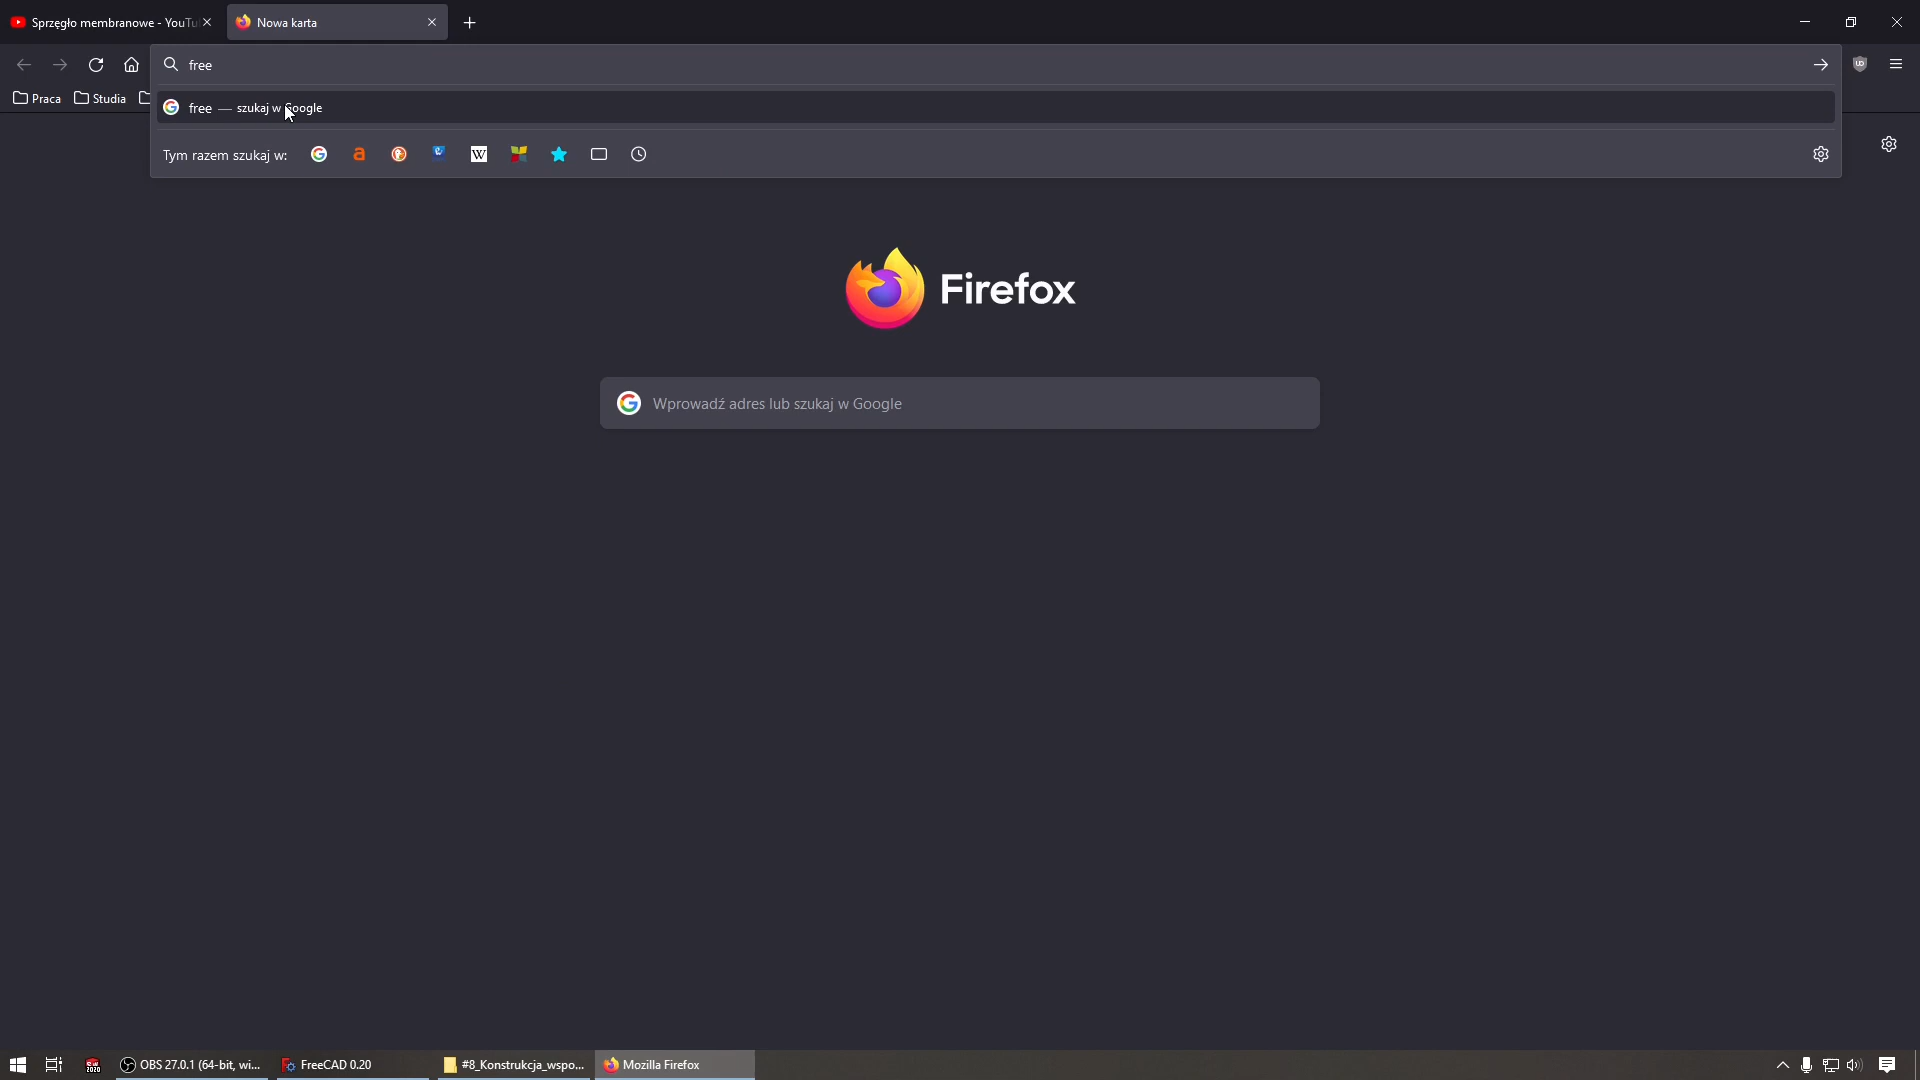 Sprzęgło membranowe - YouTu
Nowa karta
free
Praca
Studia
free — szukaj w Google
Tym razem szukaj w:
Firefox
Wprowadź adres lub szukaj w Google
OBS 27.0.1 (64-bit, wi...
FreeCAD 0.20
#8_Konstrukcja_wspo...
Mozilla Firefox